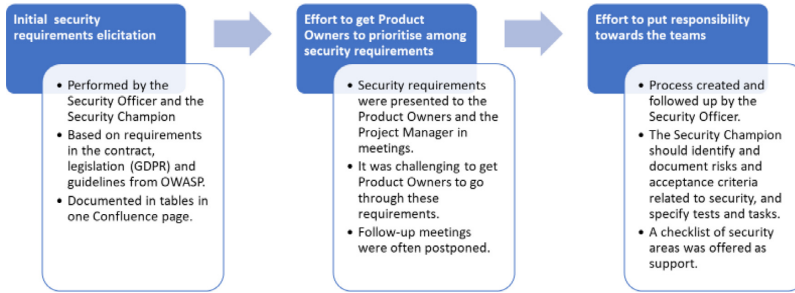 Initial security
requirements elicitation
• Performed by the
Security Officer and the
Security Champion
• Based on requirements
in the contract,
legislation (GDPR) and
guidelines from OWASP.
• Documented in tables in
one Confluence page.
Effort to get Product
Owners to prioritise among
security requirements
• Security requirements
were presented to the
Product Owners and the
Project Manager in
meetings.
• It was challenging to get
Product Owners to go
through these
requirements.
• Follow-up meetings
were often postponed.
Effort to put responsibility
towards the teams
• Process created and
followed up by the
Security Officer.
• The Security Champion
should identify and
document risks and
acceptance criteria
related to security, and
specify tests and tasks.
• A checklist of security
areas was offered as
support.